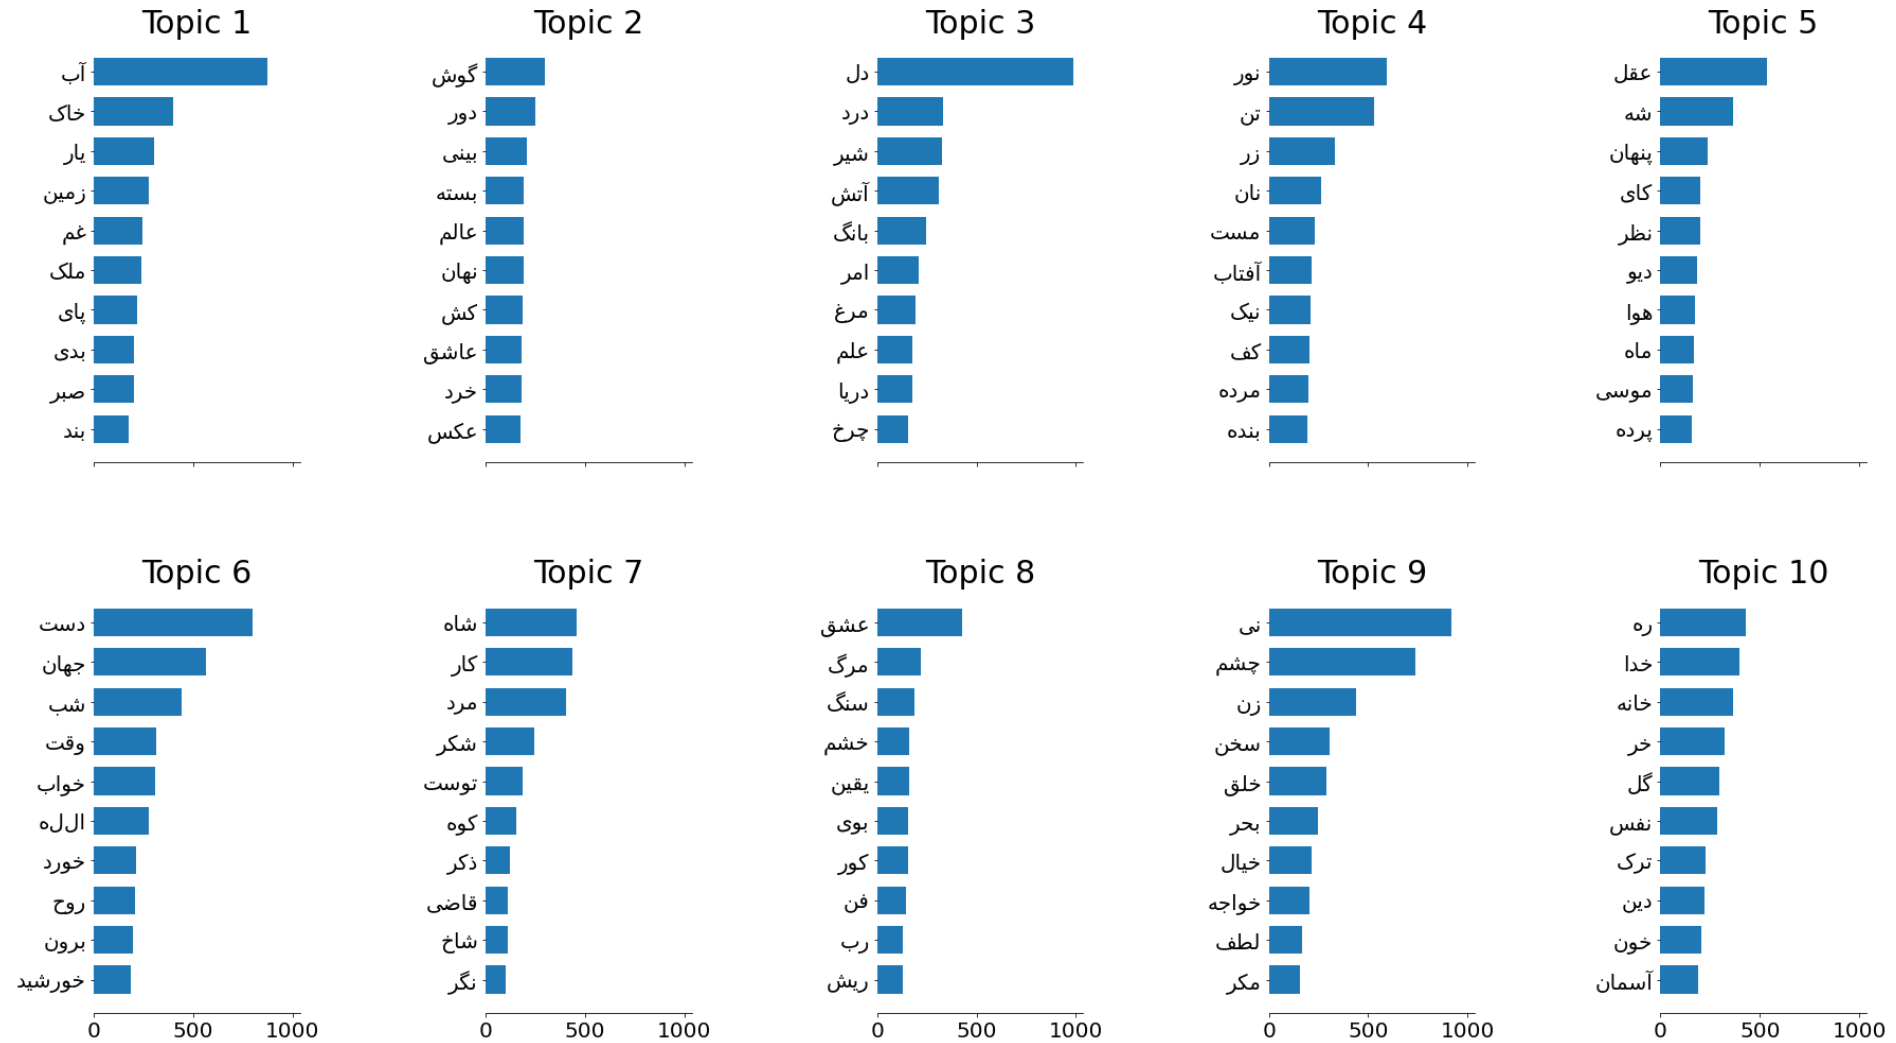 Topic 1
آب
خاک
یار
زمین
غم
ملک
پای
بدی
صبر
بند
Topic 2
گوش
دور
بینی
بسته
عالم
نهان
کش
عاشق
خرد
عکس
Topic 3
دل
درد
شیر
آتش
بانگ
امر
مرغ
علم
دریا
چرخ
Topic 4
نور
تن
زر
نان
مست
آفتاب
نیک
کف
مرده
بنده
Topic 5
عقل
شه
پنهان
کای
نظر
دیو
هوا
ماه
موسی
پرده
Topic 6
دست
جهان
شب
وقت
خواب
الله
خورد
روح
برون
خورشید
0 500 1000
Topic 7
شاه
کار
مرد
شکر
توست
کوه
ذکر
قاضی
شاخ
نگر
0 500 1000
Topic 8
عشق
مرگ
سنگ
خشم
یقین
بوی
کور
فن
رب
ریش
0 500 1000
Topic 9
نی
چشم
زن
سخن
خلق
بحر
خیال
خواجه
لطف
مکر
0 500 1000
Topic 10
ره
خدا
خانه
خر
گل
نفس
ترک
دین
خون
آسمان
0 500 1000